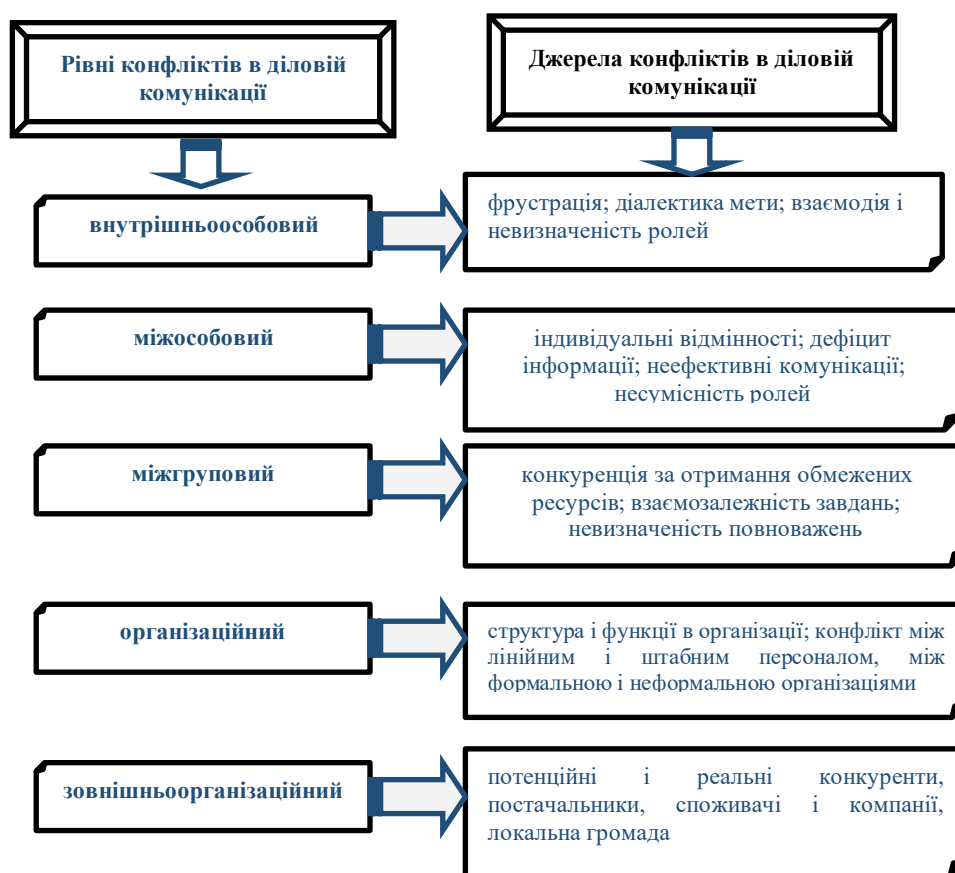 Рівні конфліктів в діловій
комунікації
Джерела конфліктів в діловій
комунікації
внутрішньоособовий
фрустрація; діалектика мети; взаємодія і
невизначеність ролей
міжособовий
індивідуальні відмінності; дефіцит
інформації; неефективні комунікації;
несумісність ролей
міжгруповий
конкуренція за отримання обмежених
ресурсів; взаємозалежність завдань;
невизначеність повноважень
організаційний
структура і функції в організації; конфлікт між
лінійним і штабним персоналом, між
формальною і неформальною організаціями
зовнішньоорганізаційний
потенційні і реальні конкуренти,
постачальники, споживачі і компанії,
локальна громада